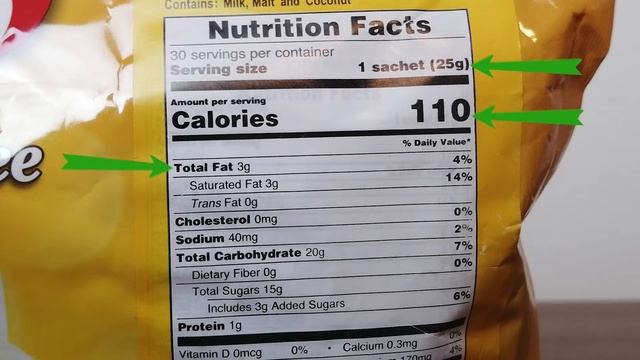 Contains: Milk, Malt and Coconut
Nutrition Facts
30 servings per container
Serving size 1 sachet (25g)
Amount per serving
Calories 110
% Daily Value*
Total Fat 3g 4%
Saturated Fat 3g 14%
Trans Fat 0g
Cholesterol 0mg 0%
Sodium 40mg 2%
Total Carbohydrate 20g 7%
Dietary Fiber 0g 0%
Total Sugars 15g
Includes 3g Added Sugars 6%
Protein 1g
Vitamin D 0mcg 0% • Calcium 0.3mg 0%
170mg 4%